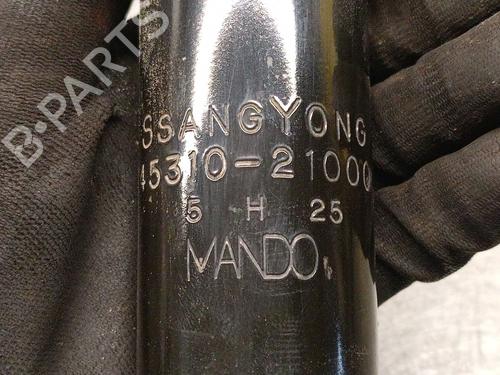 B-PARTS
SSANGYONG
45310-21000
5 H 25
MANDO